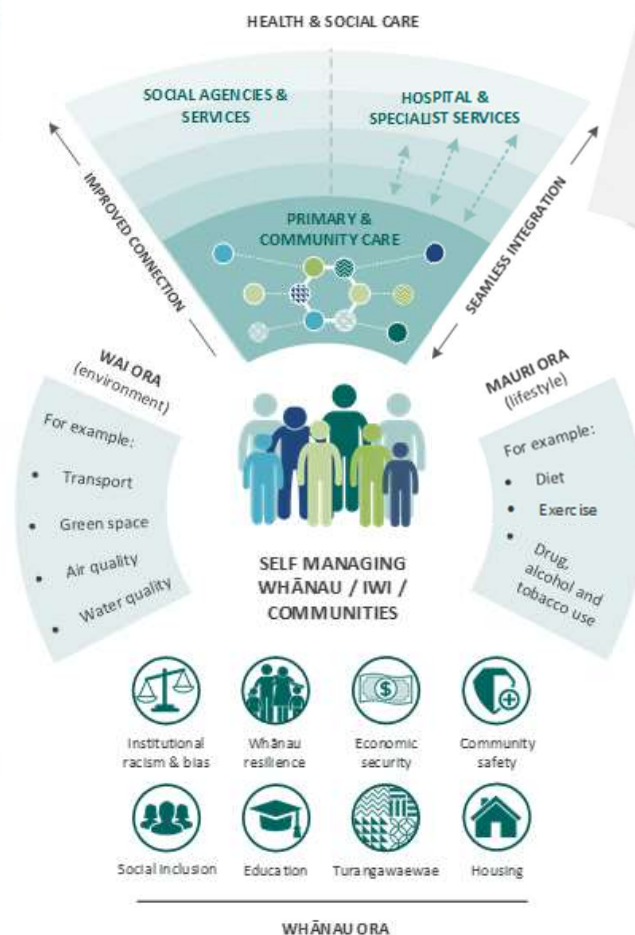 HEALTH & SOCIAL CARE
SOCIAL AGENCIES &
SERVICES
HOSPITAL &
SPECIALIST SERVICES
IMPROVED CONNECTION
SEAMLESS INTEGRATION
PRIMARY &
COMMUNITY CARE
WAI ORA
(environment)
For example:
• Transport
• Green space
• Air quality
• Water quality
MAURI ORA
(lifestyle)
For example:
• Diet
• Exercise
• Drug,
alcohol and
tobacco use
SELF MANAGING
WHĀNAU / IWI /
COMMUNITIES
$
Institutional
racism & bias
Whānau
resilience
Economic
security
Community
safety
Social inclusion
Education
Turangawaewae
Housing
WHĀNAU ORA